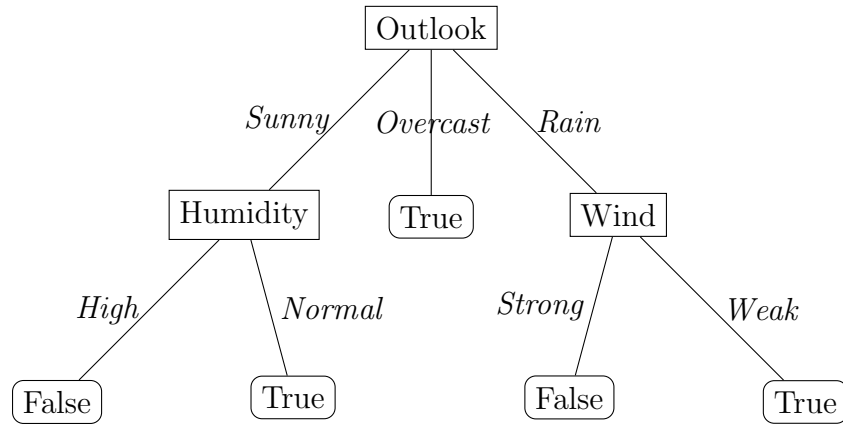 Outlook
Sunny Overcast Rain
Humidity True Wind
High Normal Strong Weak
False True False True